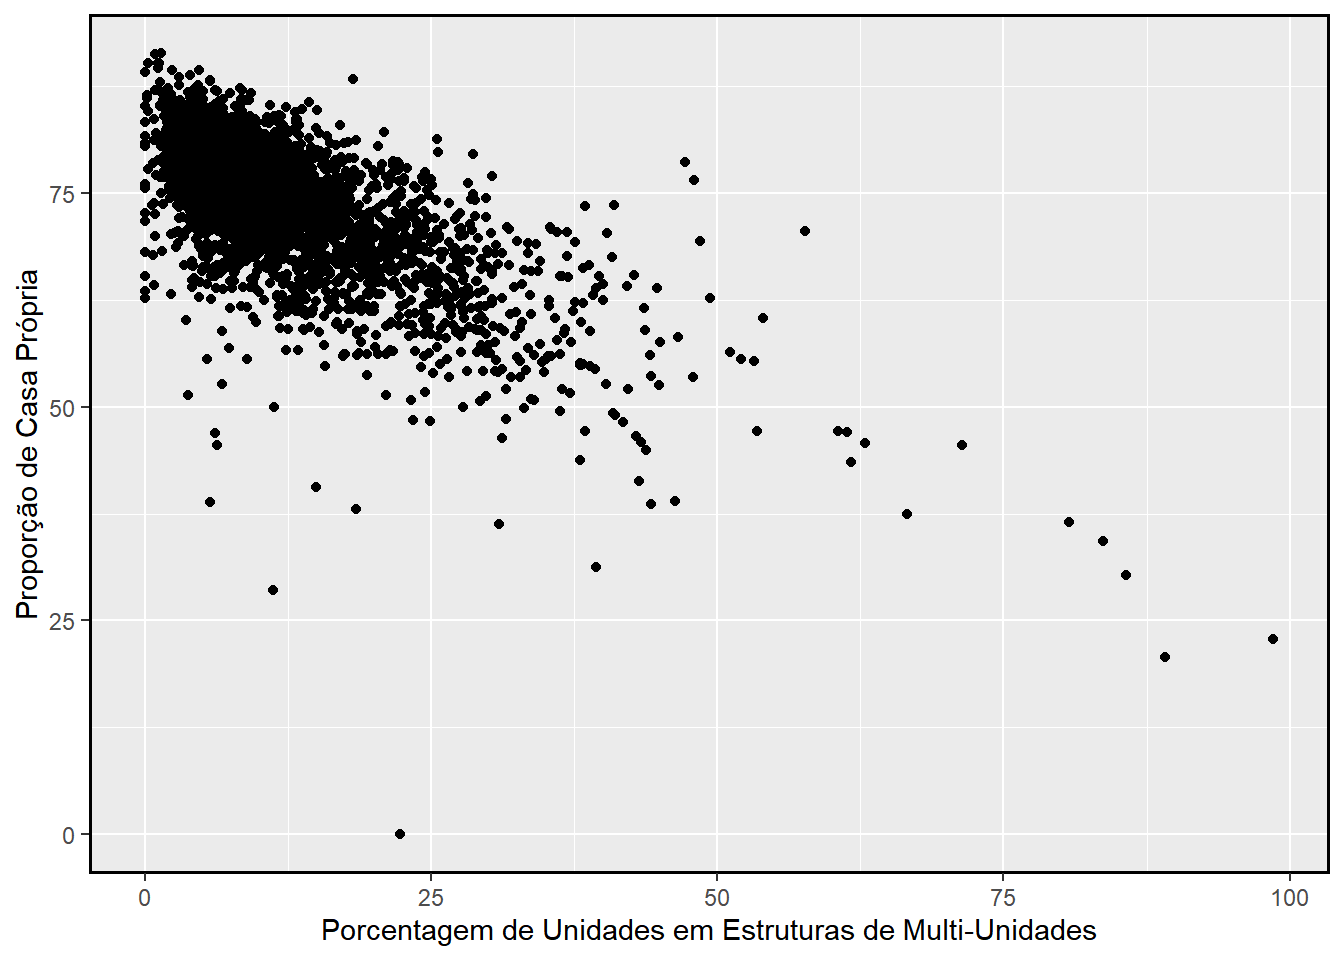 Proporção de Casa Própria
75
50
25
0
0 25 50 75 100
Porcentagem de Unidades em Estruturas de Multi-Unidades